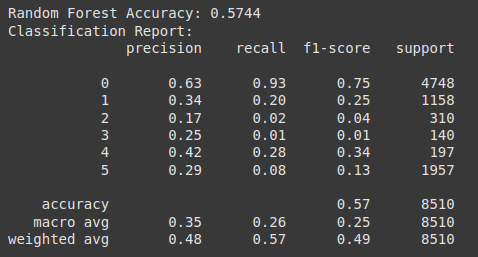 Random Forest Accuracy: 0.5744
Classification Report:
              precision    recall  f1-score   support

           0       0.63      0.93      0.75      4748
           1       0.34      0.20      0.25      1158
           2       0.17      0.02      0.04       310
           3       0.25      0.01      0.01       140
           4       0.42      0.28      0.34       197
           5       0.29      0.08      0.13      1957

    accuracy                           0.57      8510
   macro avg       0.35      0.26      0.25      8510
weighted avg       0.48      0.57      0.49      8510